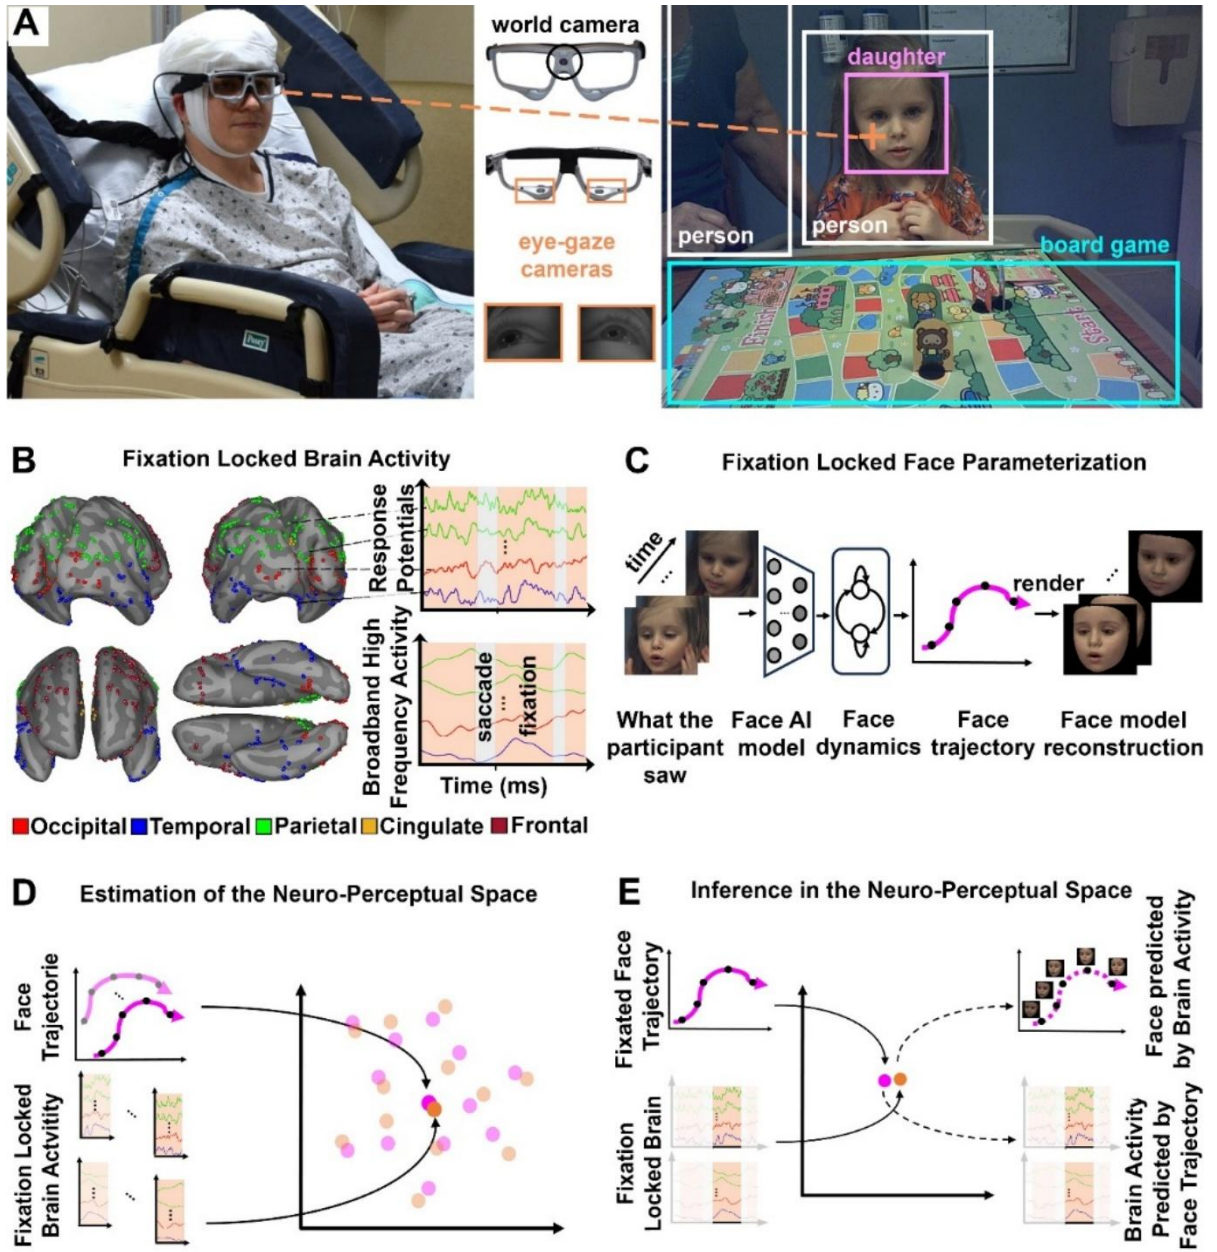 A
world camera
eye-gaze
cameras
daughter
person
person
board game
Finish
Start
Posey
B
Fixation Locked Brain Activity
Response
Potentials
Broadband High
Frequency Activity
saccade
fixation
Time (ms)
Occipital
Temporal
Parietal
Cingulate
Frontal
C
Fixation Locked Face Parameterization
time
render
What the
participant
saw
Face AI
model
Face
dynamics
Face
trajectory
Face model
reconstruction
D
Estimation of the Neuro-Perceptual Space
Face
Trajectorie
Fixation Locked
Brain Actvitity
E
Inference in the Neuro-Perceptual Space
Fixated Face
Trajectory
Fixation
Locked Brain
Face predicted
by Brain Activity
Brain Activity
Predicted by
Face Trajectory